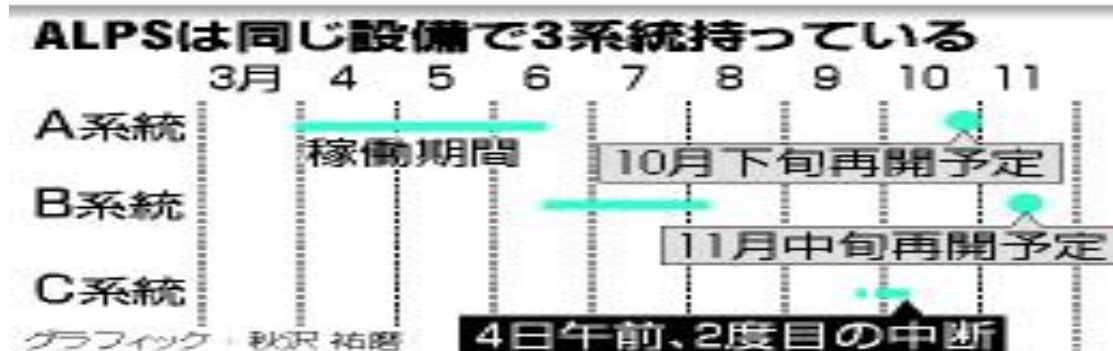 ALPSは同じ設備で3系統持っている
3月 4 5 6 7 8 9 10 11
A系統
稼働期間
10月下旬再開予定
B系統
11月中旬再開予定
C系統
4日午前、2度目の中断
グラフィック・秋沢 祐磨